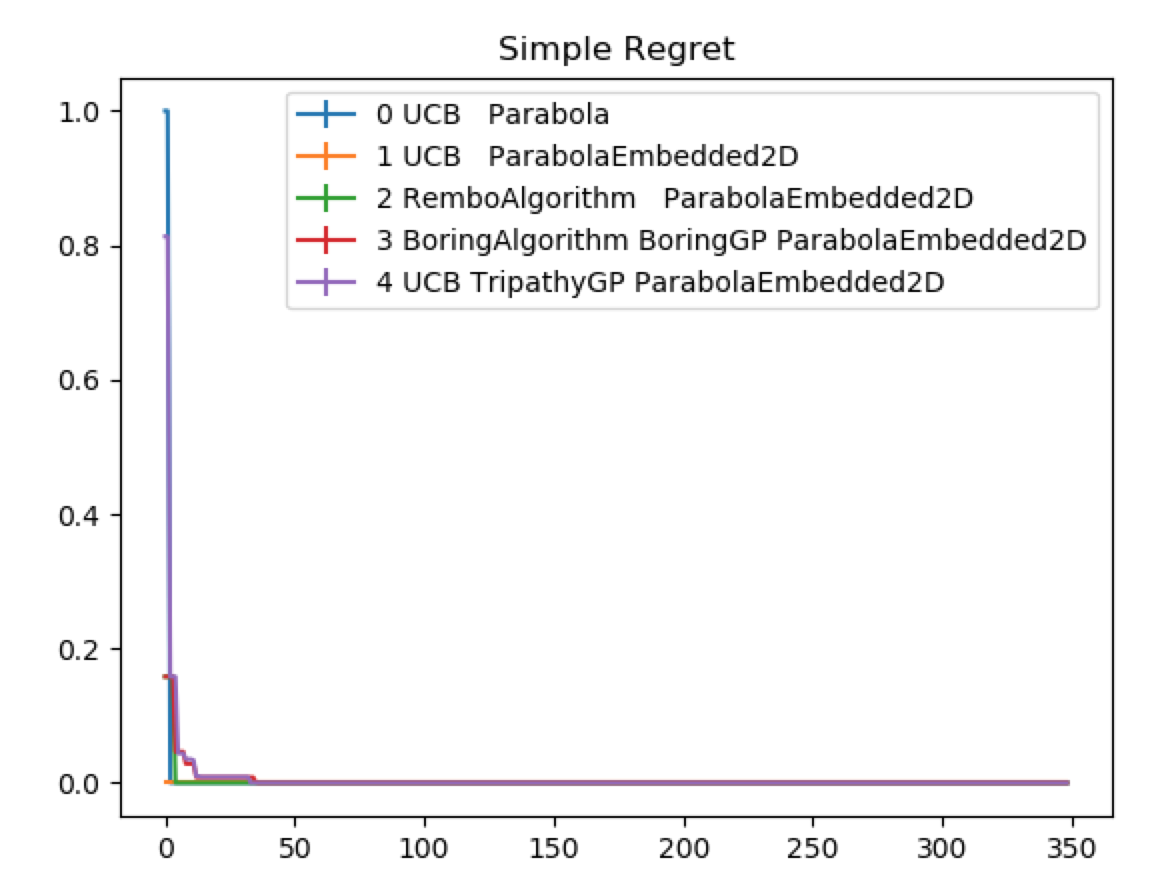 Simple Regret
0 UCB   Parabola
1 UCB   ParabolaEmbedded2D
2 RemboAlgorithm   ParabolaEmbedded2D
3 BoringAlgorithm BoringGP ParabolaEmbedded2D
4 UCB TripathyGP ParabolaEmbedded2D
1.0
0.8
0.6
0.4
0.2
0.0
0 50 100 150 200 250 300 350